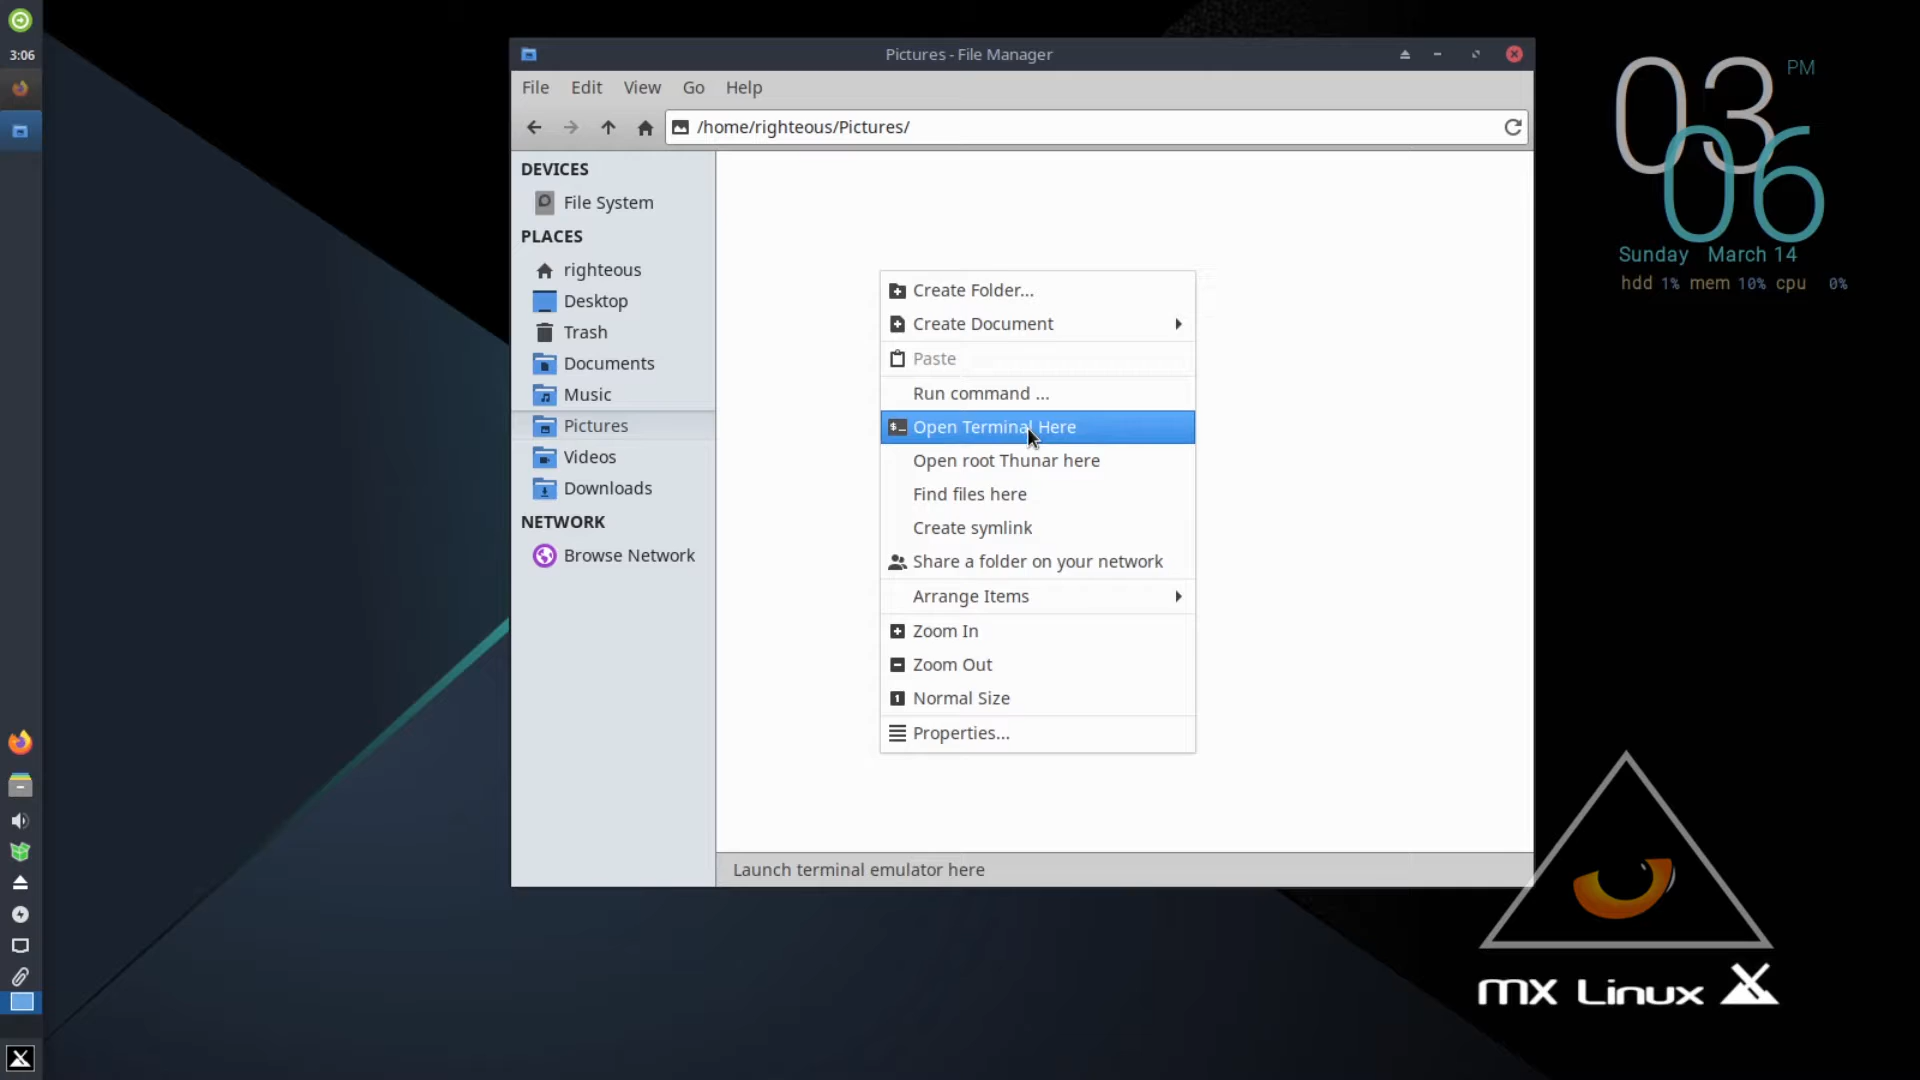 3:06
Pictures - File Manager
File Edit View Go Help
/home/righteous/Pictures/
DEVICES
File System
PLACES
righteous
Desktop
Trash
Documents
Music
Pictures
Videos
Downloads
NETWORK
Browse Network
Create Folder...
Create Document
Paste
Run command ...
Open Terminal Here
Open root Thunar here
Find files here
Create symlink
Share a folder on your network
Arrange Items
Zoom In
Zoom Out
Normal Size
Properties...
Launch terminal emulator here
03 PM
06
Sunday March 14
hdd 1% mem 10% cpu 0%
MX Linux